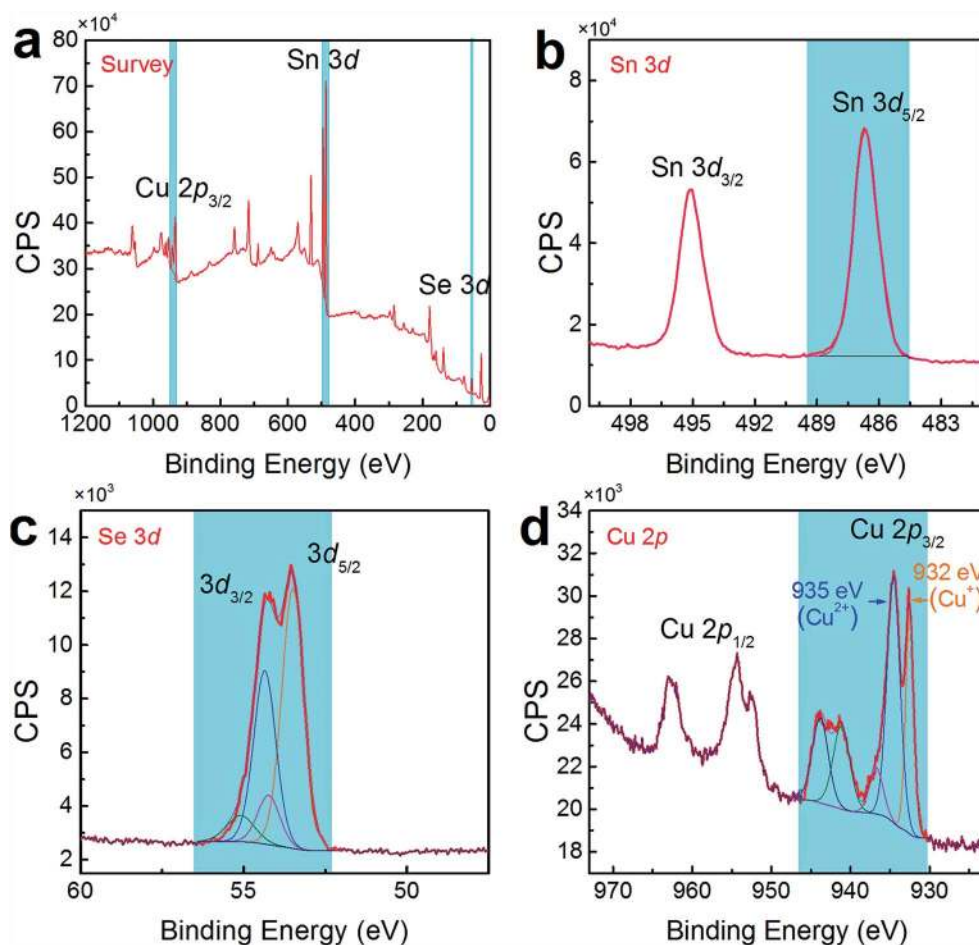 a
×10⁴
Survey
Sn 3d
Cu 2p3/2
Se 3d
CPS
80
70
60
50
40
30
20
10
0
1200 1000 800 600 400 200 0
Binding Energy (eV)
b
×10⁴
Sn 3d
Sn 3d5/2
Sn 3d3/2
CPS
8
6
4
2
0
498 495 492 489 486 483
Binding Energy (eV)
c
×10³
Se 3d
3d5/2
3d3/2
CPS
14
12
10
8
6
4
2
60 55 50
Binding Energy (eV)
d
×10³
Cu 2p
Cu 2p3/2
935 eV
(Cu²⁺)
932 eV
(Cu⁺)
Cu 2p1/2
CPS
34
32
30
28
26
24
22
20
18
970 960 950 940 930
Binding Energy (eV)